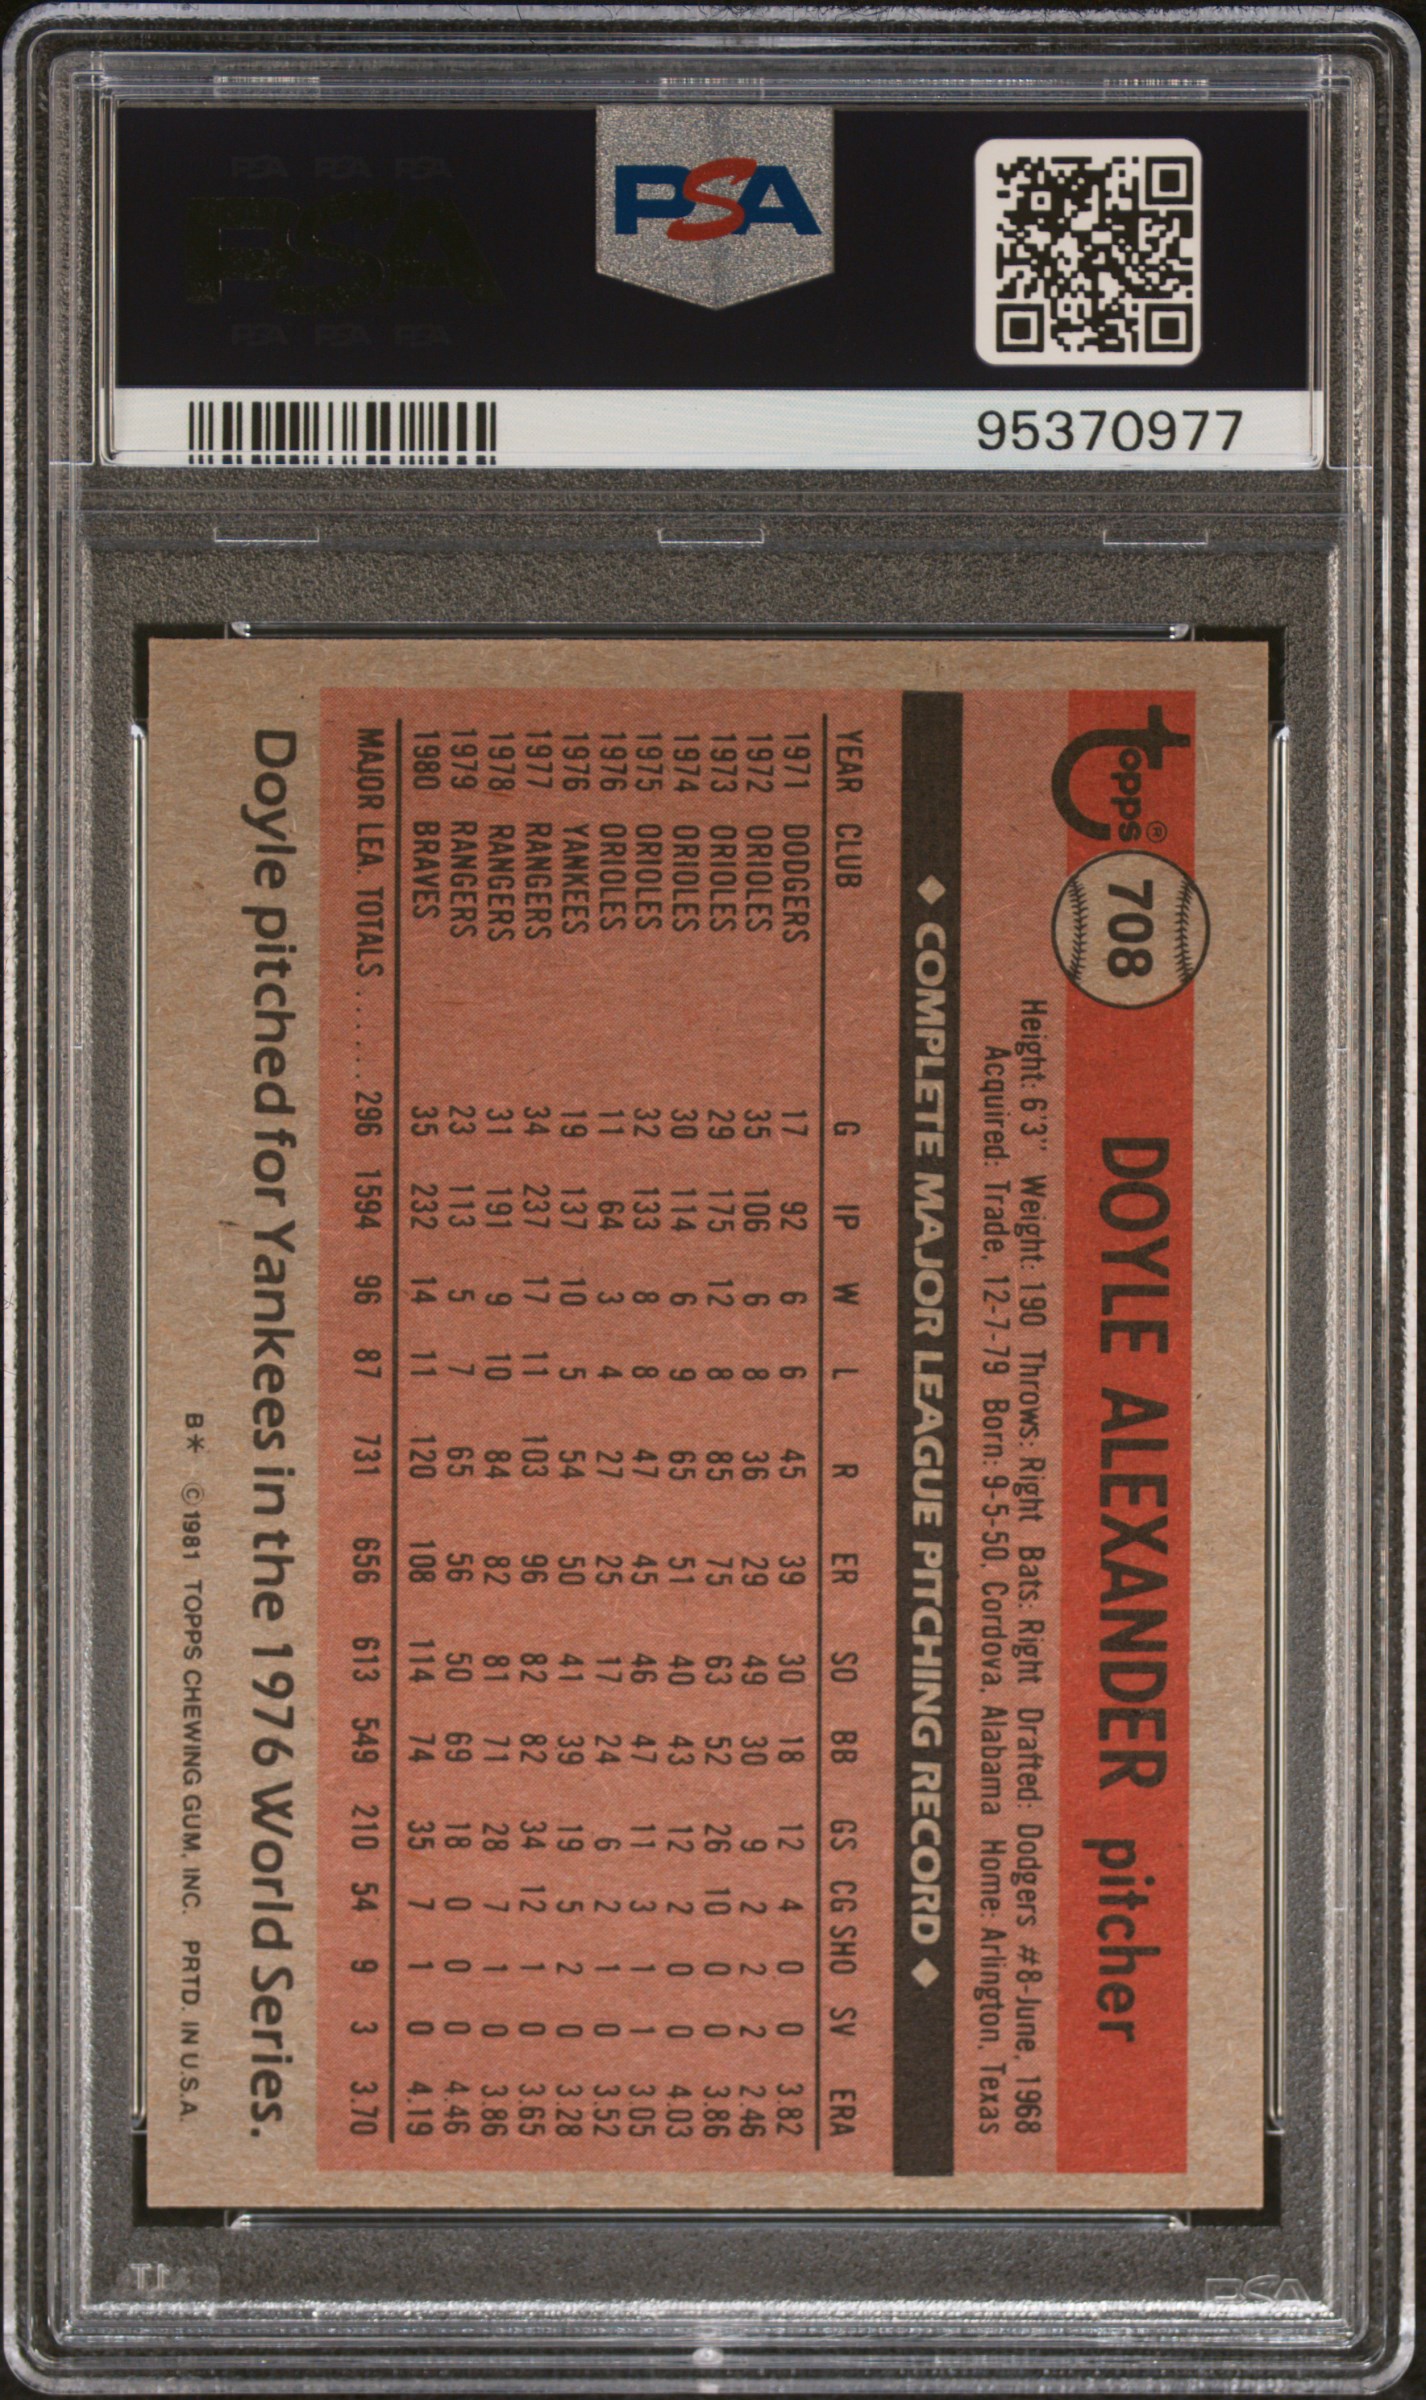 PSA PSA PSA
PSA
PSA PSA PSA
PSA
95370977
Topps®
708
DOYLE ALEXANDER pitcher
Height: 6'3" Weight: 190 Throws: Right Bats: Right Drafted: Dodgers #8-June, 1968
Acquired: Trade, 12-7-79 Born: 9-5-50, Cordova, Alabama Home: Arlington, Texas
◆ COMPLETE MAJOR LEAGUE PITCHING RECORD ◆
YEAR CLUB G IP W L R ER SO BB GS CG SHO SV ERA
1971 DODGERS 17 92 6 6 45 39 30 18 12 4 0 0 3.82
1972 ORIOLES 35 106 6 8 36 29 49 30 9 2 2 2 2.46
1973 ORIOLES 29 175 12 8 85 75 63 52 26 10 0 0 3.86
1974 ORIOLES 30 114 6 9 65 51 40 43 12 2 0 0 4.03
1975 ORIOLES 32 133 8 8 47 45 46 47 11 3 1 1 3.05
1976 ORIOLES 11 64 3 4 27 25 17 24 6 2 1 0 3.52
1976 YANKEES 19 137 10 5 54 50 41 39 19 5 2 0 3.28
1977 RANGERS 34 237 17 11 103 96 82 82 34 12 1 0 3.65
1978 RANGERS 31 191 9 10 84 82 81 71 28 7 1 0 3.86
1979 RANGERS 23 113 5 7 65 56 50 69 18 0 0 0 4.46
1980 BRAVES 35 232 14 11 120 108 114 74 35 7 1 0 4.19
MAJOR LEA. TOTALS . . . . . . 296 1594 96 87 731 656 613 549 210 54 9 3 3.70
Doyle pitched for Yankees in the 1976 World Series.
B* ©1981 TOPPS CHEWING GUM, INC. PRTD. IN U.S.A.
PSA